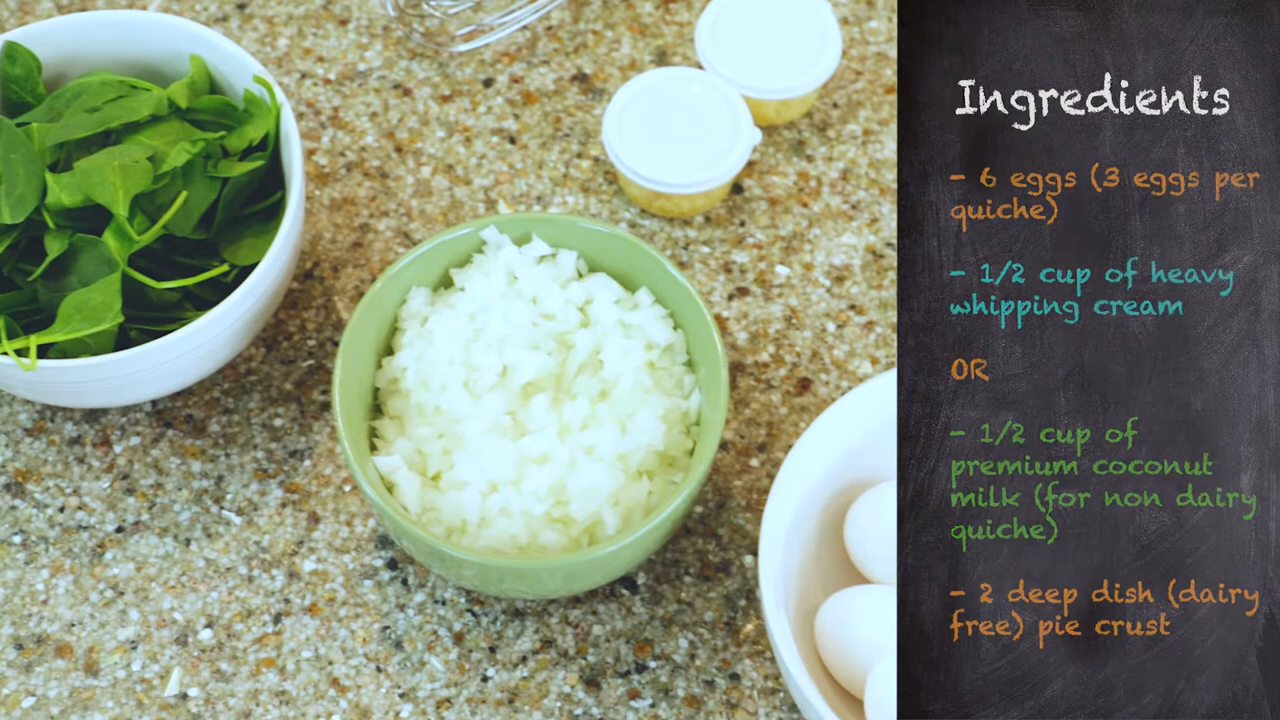 Ingredients
- 6 eggs (3 eggs per
quiche)
- 1/2 cup of heavy
whipping cream
OR
- 1/2 cup of
premium coconut
milk (for non dairy
quiche)
- 2 deep dish (dairy
free) pie crust